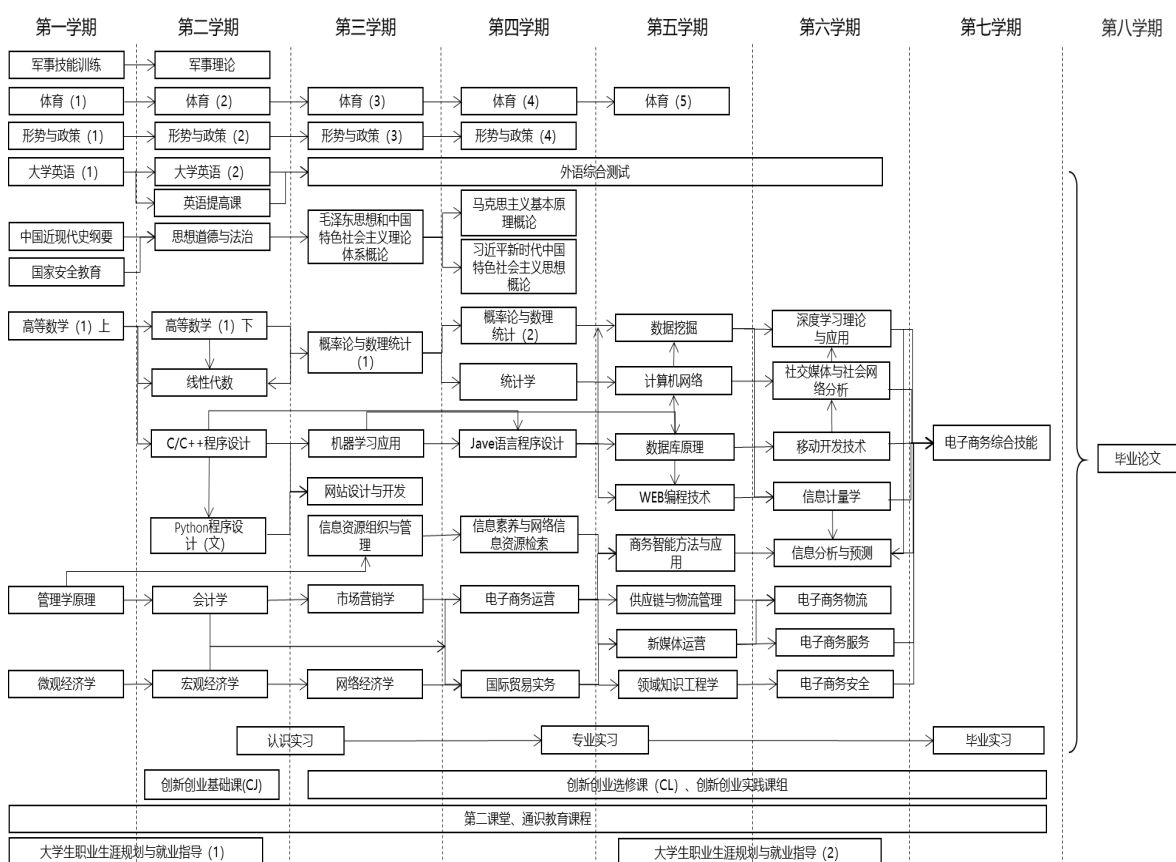 第一学期
第二学期
第三学期
第四学期
第五学期
第六学期
第七学期
第八学期
军事技能训练
军事理论
体育（1）
体育（2）
体育（3）
体育（4）
体育（5）
形势与政策（1）
形势与政策（2）
形势与政策（3）
形势与政策（4）
大学英语（1）
大学英语（2）
外语综合测试
英语提高课
中国近现代史纲要
思想道德与法治
毛泽东思想和中国
特色社会主义理论
体系概论
马克思主义基本原
理概论
习近平新时代中国
特色社会主义思想
概论
国家安全教育
高等数学（1）上
高等数学（1）下
线性代数
概率论与数理统计
（1）
概率论与数理
统计（2）
统计学
数据挖掘
计算机网络
深度学习理论
与应用
社交媒体与社会网
络分析
C/C++程序设计
机器学习应用
Jave语言程序设计
数据库原理
移动开发技术
电子商务综合技能
毕业论文
网站设计与开发
WEB编程技术
信息计量学
Python程序设
计（文）
信息资源组织与管
理
信息素养与网络信
息资源检索
商务智能方法与应
用
信息分析与预测
管理学原理
会计学
市场营销学
电子商务运营
供应链与物流管理
电子商务物流
新媒体运营
电子商务服务
微观经济学
宏观经济学
网络经济学
国际贸易实务
领域知识工程学
电子商务安全
认识实习
专业实习
毕业实习
创新创业基础课(CJ)
创新创业选修课（CL）、创新创业实践课组
第二课堂、通识教育课程
大学生职业生涯规划与就业指导（1）
大学生职业生涯规划与就业指导（2）